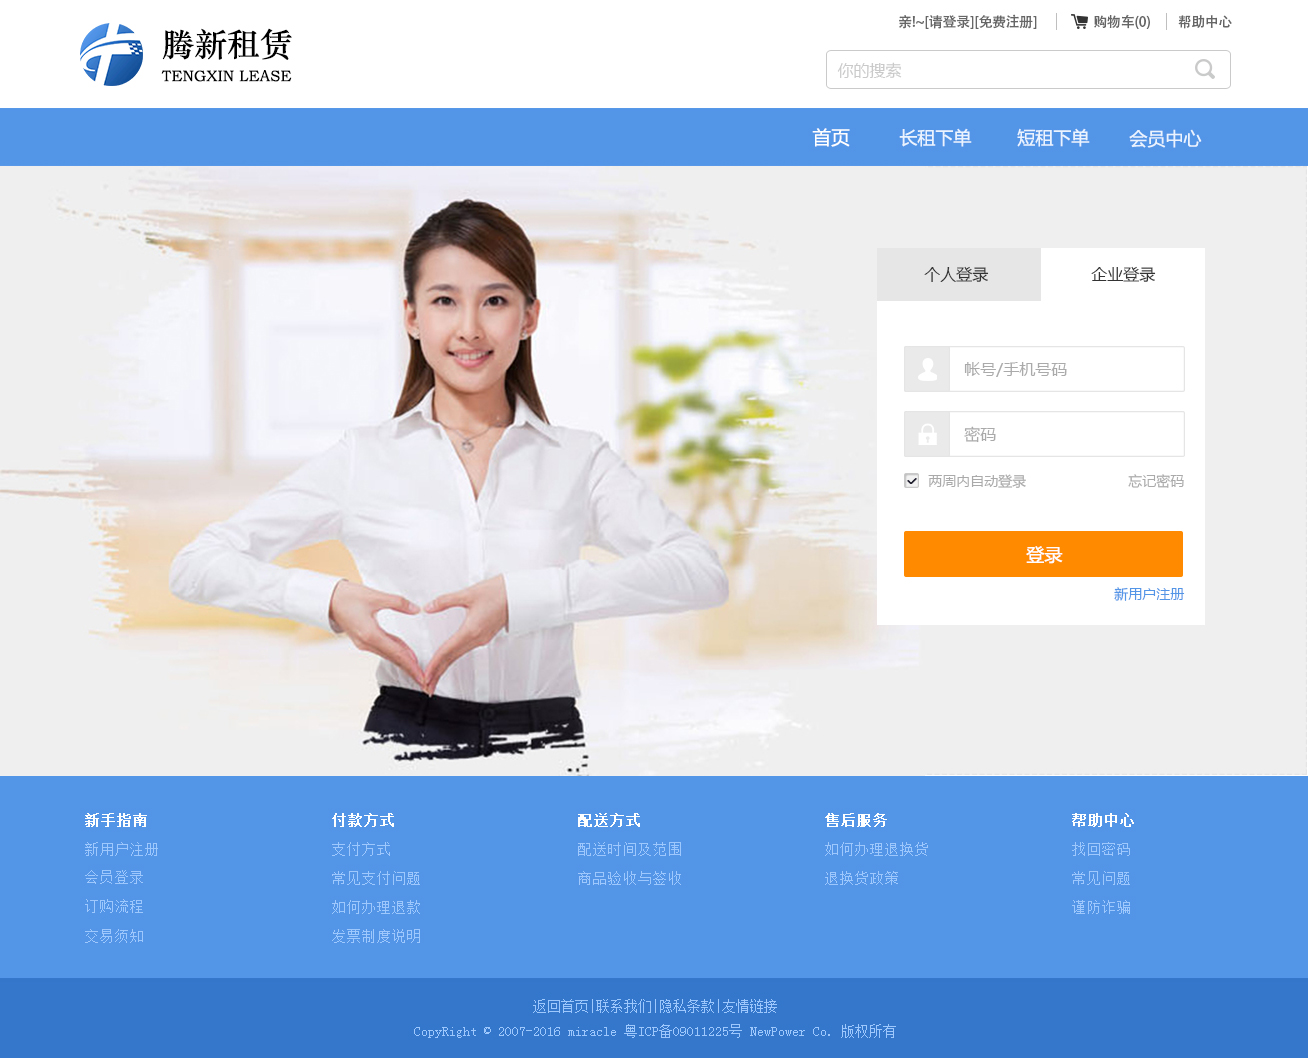 腾新租赁
TENGXIN LEASE
亲!~[请登录][免费注册]
购物车(0)
帮助中心
你的搜索
首页
长租下单
短租下单
会员中心
个人登录
企业登录
帐号/手机号码
密码
两周内自动登录
忘记密码
登录
新用户注册
新手指南
新用户注册
会员登录
订购流程
交易须知
付款方式
支付方式
常见支付问题
如何办理退款
发票制度说明
配送方式
配送时间及范围
商品验收与签收
售后服务
如何办理退换货
退换货政策
帮助中心
找回密码
常见问题
谨防诈骗
返回首页|联系我们|隐私条款|友情链接
CopyRight © 2007-2016 miracle 粤ICP备09011225号 NewPower Co. 版权所有